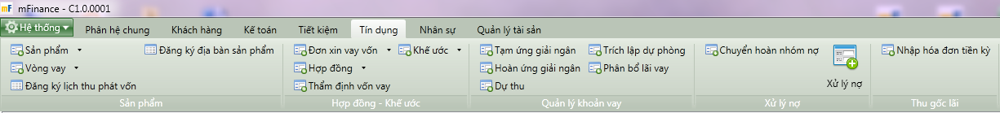 mF mFinance - C1.0.0001
Hệ thống Phân hệ chung Khách hàng Kế toán Tiết kiệm Tín dụng Nhân sự Quản lý tài sản
Sản phẩm Đăng ký địa bàn sản phẩm
Vòng vay
Đăng ký lịch thu phát vốn
Sản phẩm
Đơn xin vay vốn Khế ước
Hợp đồng
Thẩm định vốn vay
Hợp đồng - Khế ước
Tạm ứng giải ngân Trích lập dự phòng
Hoàn ứng giải ngân Phân bổ lãi vay
Dự thu
Quản lý khoản vay
Chuyển hoàn nhóm nợ
Xử lý nợ
Xử lý nợ
Nhập hóa đơn tiền kỳ
Thu gốc lãi